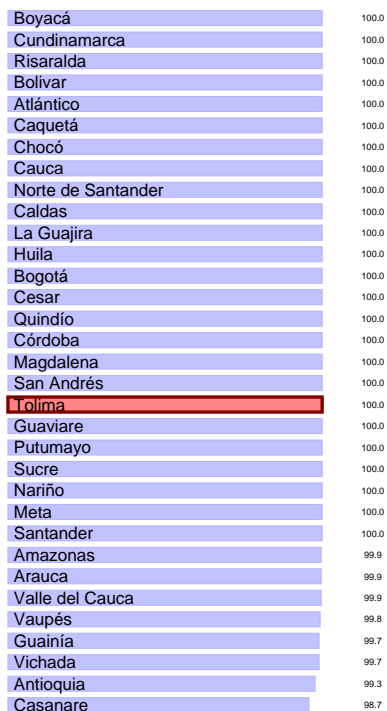 Boyacá 100.0
Cundinamarca 100.0
Risaralda 100.0
Bolivar 100.0
Atlántico 100.0
Caquetá 100.0
Chocó 100.0
Cauca 100.0
Norte de Santander 100.0
Caldas 100.0
La Guajira 100.0
Huila 100.0
Bogotá 100.0
Cesar 100.0
Quindío 100.0
Córdoba 100.0
Magdalena 100.0
San Andrés 100.0
Tolima 100.0
Guaviare 100.0
Putumayo 100.0
Sucre 100.0
Nariño 100.0
Meta 100.0
Santander 100.0
Amazonas 99.9
Arauca 99.9
Valle del Cauca 99.9
Vaupés 99.8
Guainía 99.7
Vichada 99.7
Antioquia 99.3
Casanare 98.7